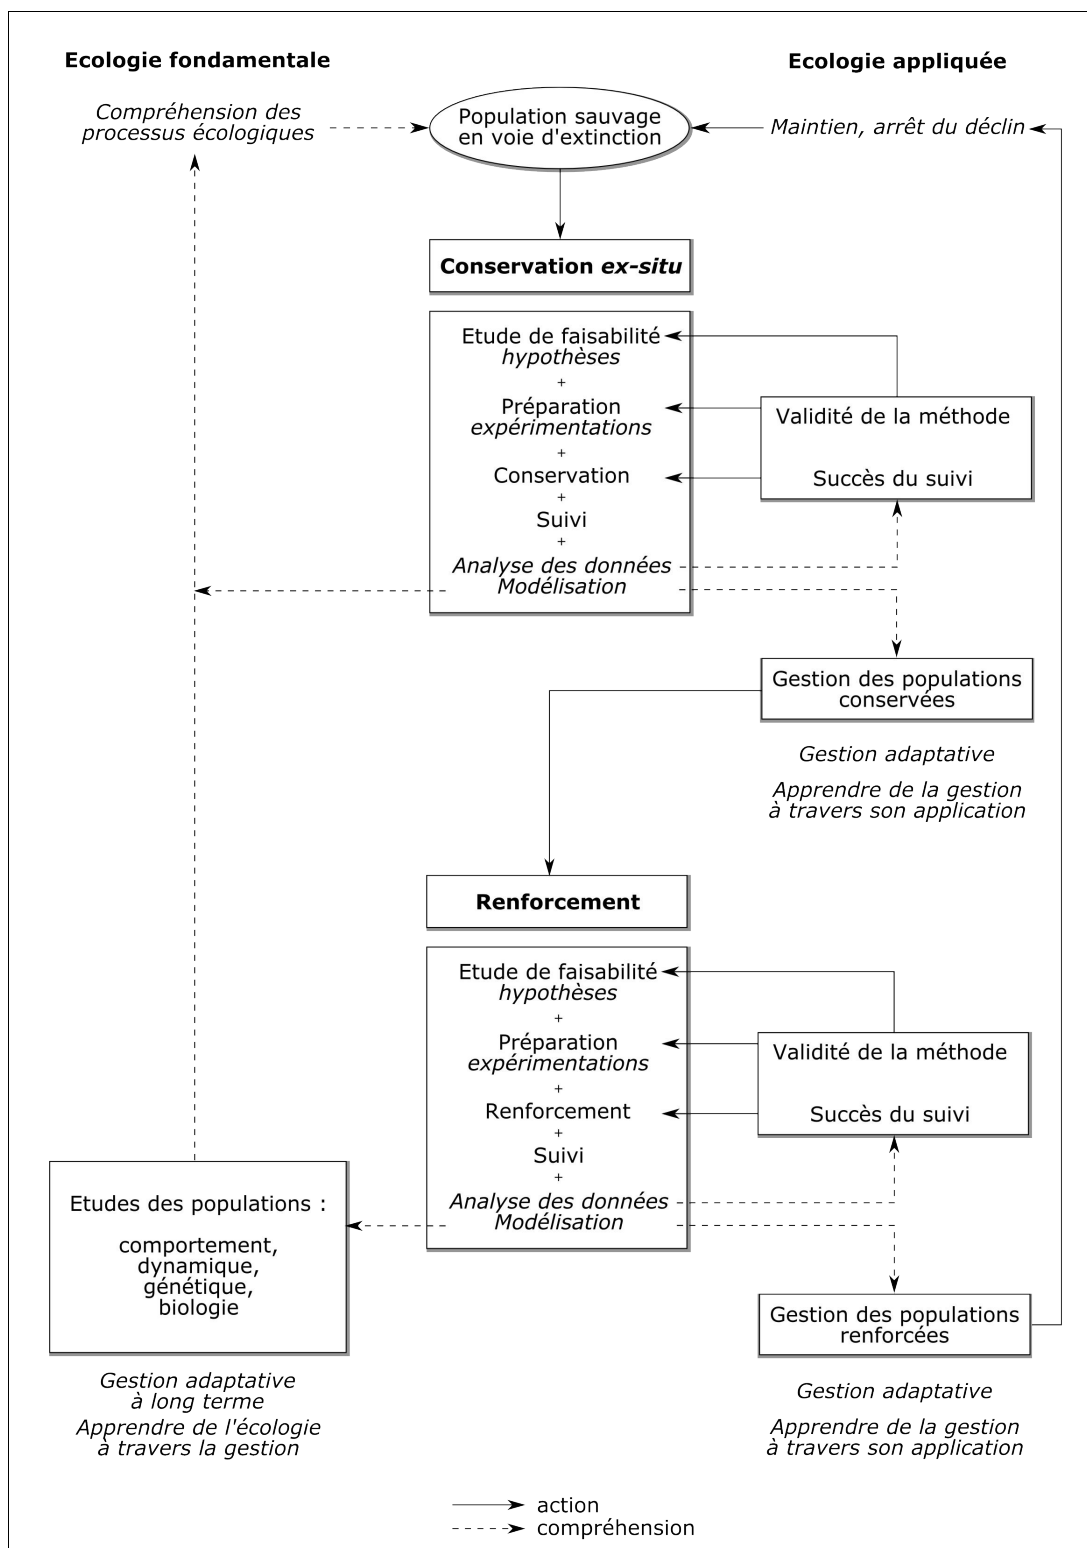 Ecologie fondamentale
Ecologie appliquée
Compréhension des
processus écologiques
Population sauvage
en voie d'extinction
Maintien, arrêt du déclin
Conservation ex-situ
Etude de faisabilité
hypothèses
+
Préparation
expérimentations
+
Conservation
+
Suivi
+
Analyse des données
Modélisation
Validité de la méthode
Succès du suivi
Gestion des populations
conservées
Gestion adaptative
Apprendre de la gestion
à travers son application
Renforcement
Etude de faisabilité
hypothèses
+
Préparation
expérimentations
+
Renforcement
+
Suivi
+
Analyse des données
Modélisation
Validité de la méthode
Succès du suivi
Etudes des populations :
comportement,
dynamique,
génétique,
biologie
Gestion adaptative
à long terme
Apprendre de l'écologie
à travers la gestion
Gestion des populations
renforcées
Gestion adaptative
Apprendre de la gestion
à travers son application
action
compréhension